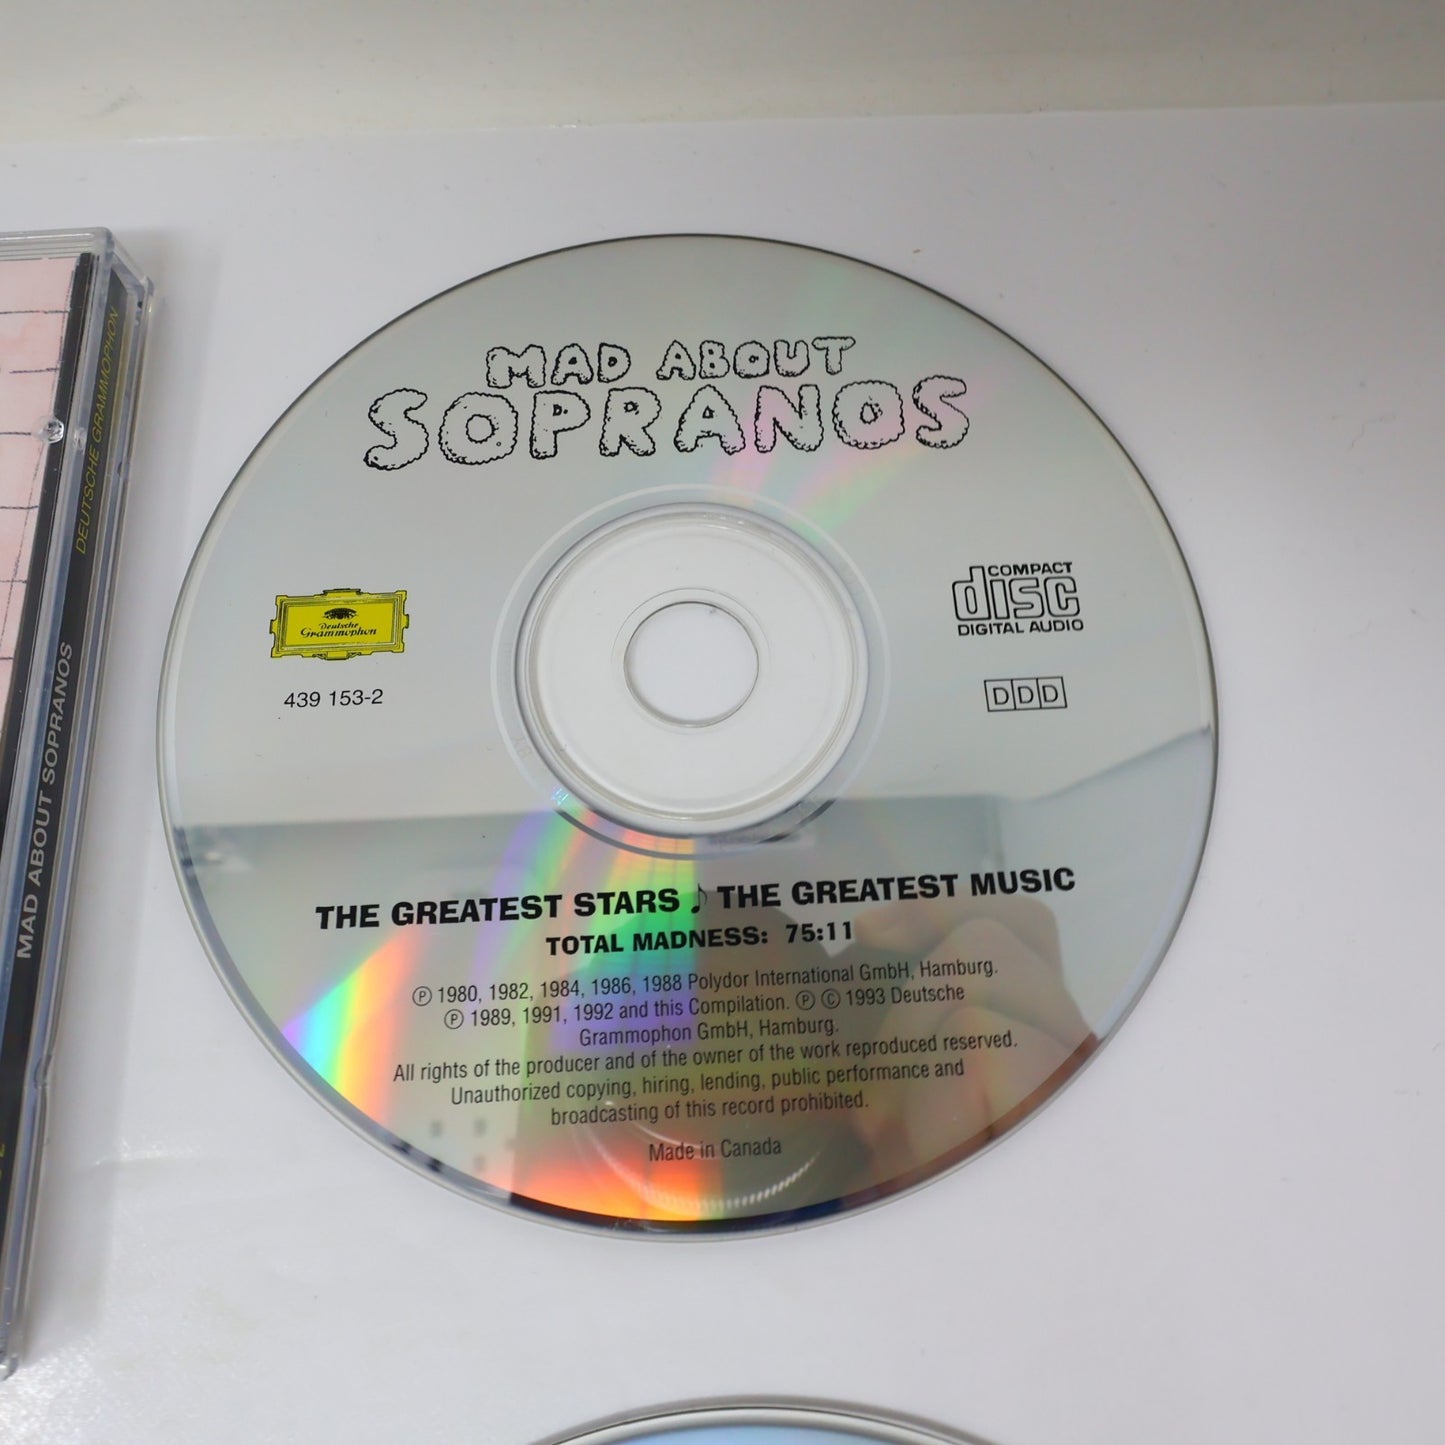 DEUTSCHE GRAMMOPHON
MAD ABOUT SOPRANOS
MAD ABOUT
SOPRANOS
Deutsche
Grammophon
439 153-2
COMPACT
disc
DIGITAL AUDIO
DDD
THE GREATEST STARS ♪ THE GREATEST MUSIC
TOTAL MADNESS: 75:11
Ⓟ 1980, 1982, 1984, 1986, 1988 Polydor International GmbH, Hamburg.
Ⓟ 1989, 1991, 1992 and this Compilation. Ⓟ © 1993 Deutsche
Grammophon GmbH, Hamburg.
All rights of the producer and of the owner of the work reproduced reserved.
Unauthorized copying, hiring, lending, public performance and
broadcasting of this record prohibited.
Made in Canada